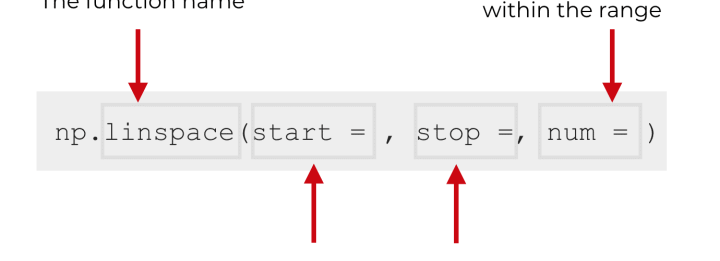 The function name
within the range
np.linspace(start = , stop =, num = )